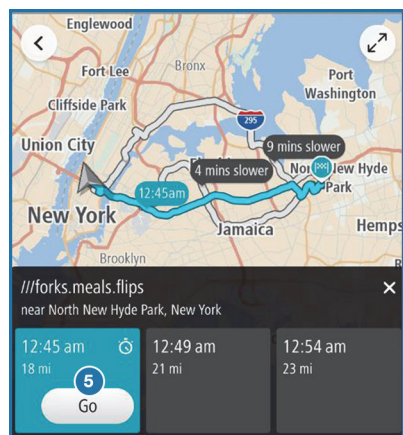 Englewood
Fort Lee
Bronx
Port
Washington
Cliffside Park
295
Union City
9 mins slower
4 mins slower
New Hyde
Park
12:45am
New York
Jamaica
Hemps
Brooklyn
///forks.meals.flips
near North New Hyde Park, New York
12:45 am
18 mi
12:49 am
21 mi
12:54 am
23 mi
5
Go